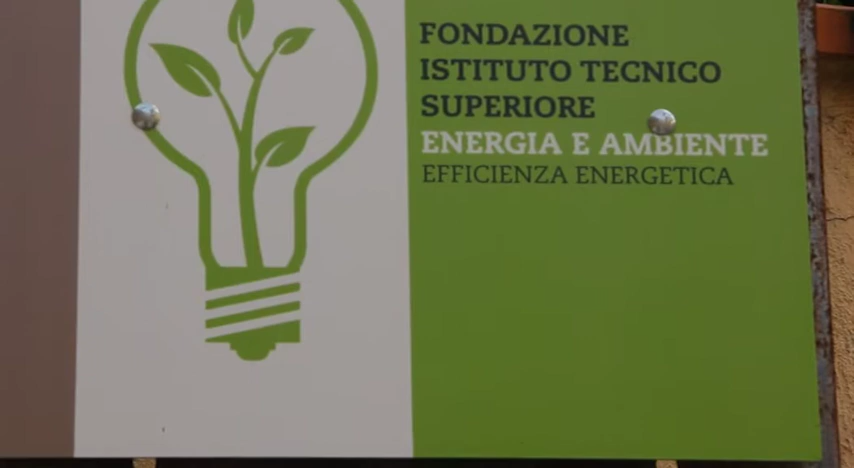 FONDAZIONE
ISTITUTO TECNICO
SUPERIORE
ENERGIA E AMBIENTE
EFFICIENZA ENERGETICA